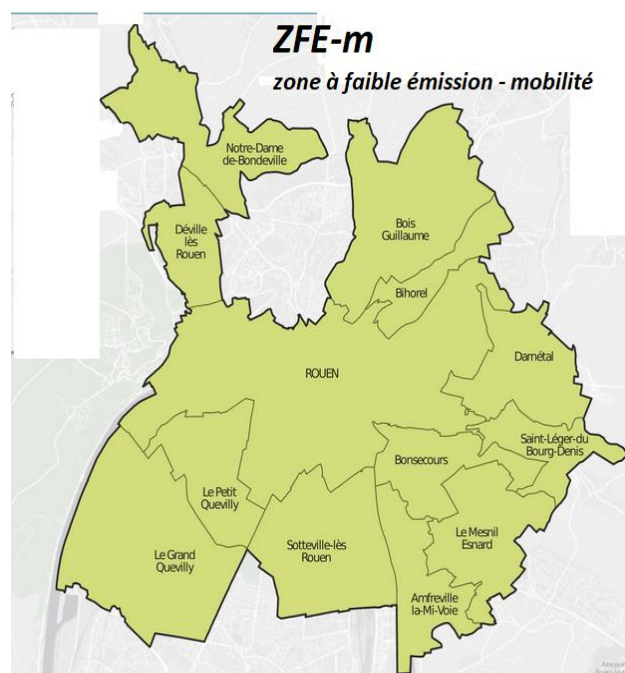 ZFE-m
zone à faible émission - mobilité
Notre-Dame
de-Bondeville
Déville
lès
Rouen
Bois
Guillaume
Bihorel
Darnétal
ROUEN
Saint-Léger-du
Bourg-Denis
Bonsecours
Le Petit
Quevilly
Le Mesnil
Esnard
Sotteville-lès
Rouen
Le Grand
Quevilly
Amfreville
la-Mi-Voie